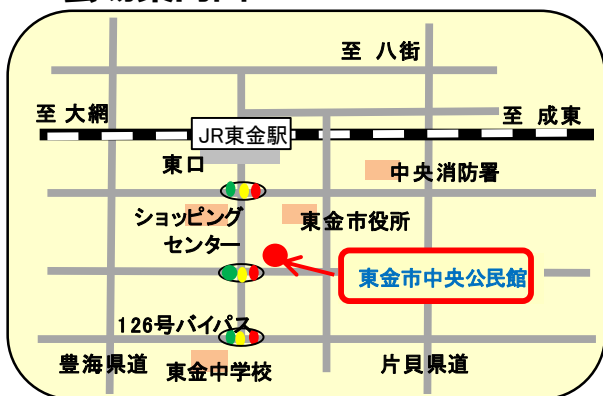 至 八街
至 大網
至 成東
JR東金駅
東口
中央消防署
ショッピング
センター
東金市役所
東金市中央公民館
126号バイパス
豊海県道
東金中学校
片貝県道